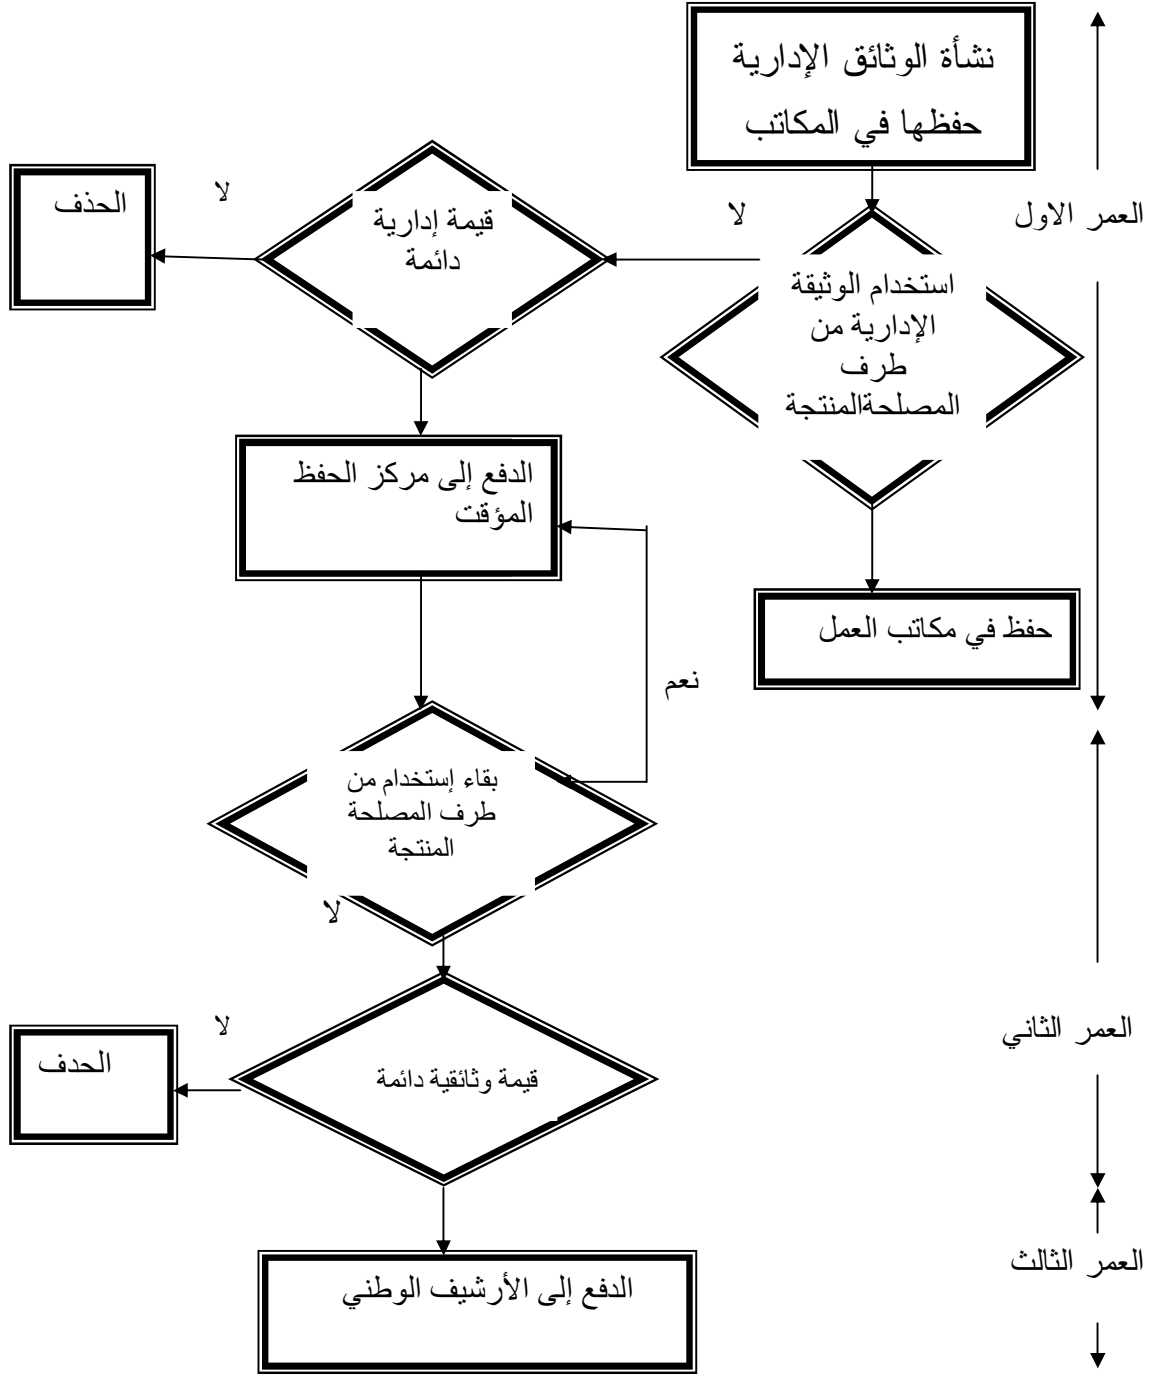 نشأة الوثائق الإدارية
حفظها في المكاتب
العمر الاول
لا
استخدام الوثيقة
الإدارية من
طرف
المصلحةالمنتجة
حفظ في مكاتب العمل
قيمة إدارية
دائمة
لا
الحذف
الدفع إلى مركز الحفظ
المؤقت
نعم
بقاء إستخدام من
طرف المصلحة
المنتجة
لا
العمر الثاني
قيمة وثائقية دائمة
لا
الحدف
العمر الثالث
الدفع إلى الأرشيف الوطني